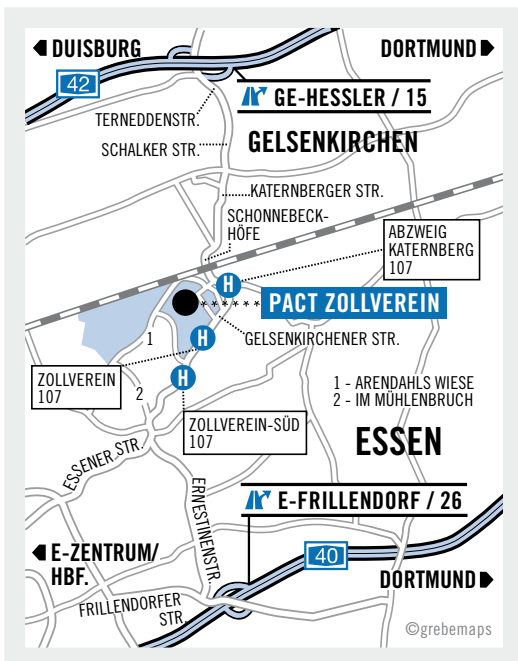 DUISBURG
DORTMUND
42
GE-HESSLER / 15
TERNEDDENSTR.
SCHALKER STR.
GELSENKIRCHEN
KATERNBERGER STR.
SCHONNEBECK-
HÖFE
ABZWEIG
KATERNBERG
107
H
PACT ZOLLVEREIN
H
GELSENKIRCHENER STR.
1
ZOLLVEREIN
107
H
2
1 - ARENDAHLS WIESE
2 - IM MÜHLENBRUCH
ZOLLVEREIN-SÜD
107
ESSEN
ESSENER STR.
ERNESTINENSTR.
E-FRILLENDORF / 26
E-ZENTRUM/
HBF.
40
DORTMUND
FRILLENDORFER
STR.
©grebemaps